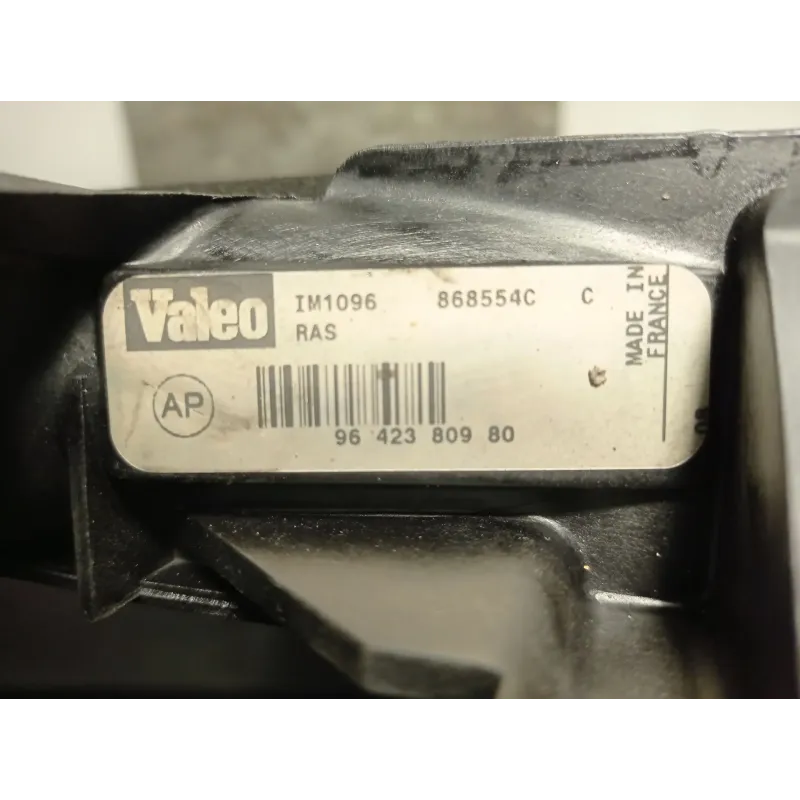 Valeo
IM1096 868554C C
RAS
AP
96 423 809 80
MADE IN
FRANCE